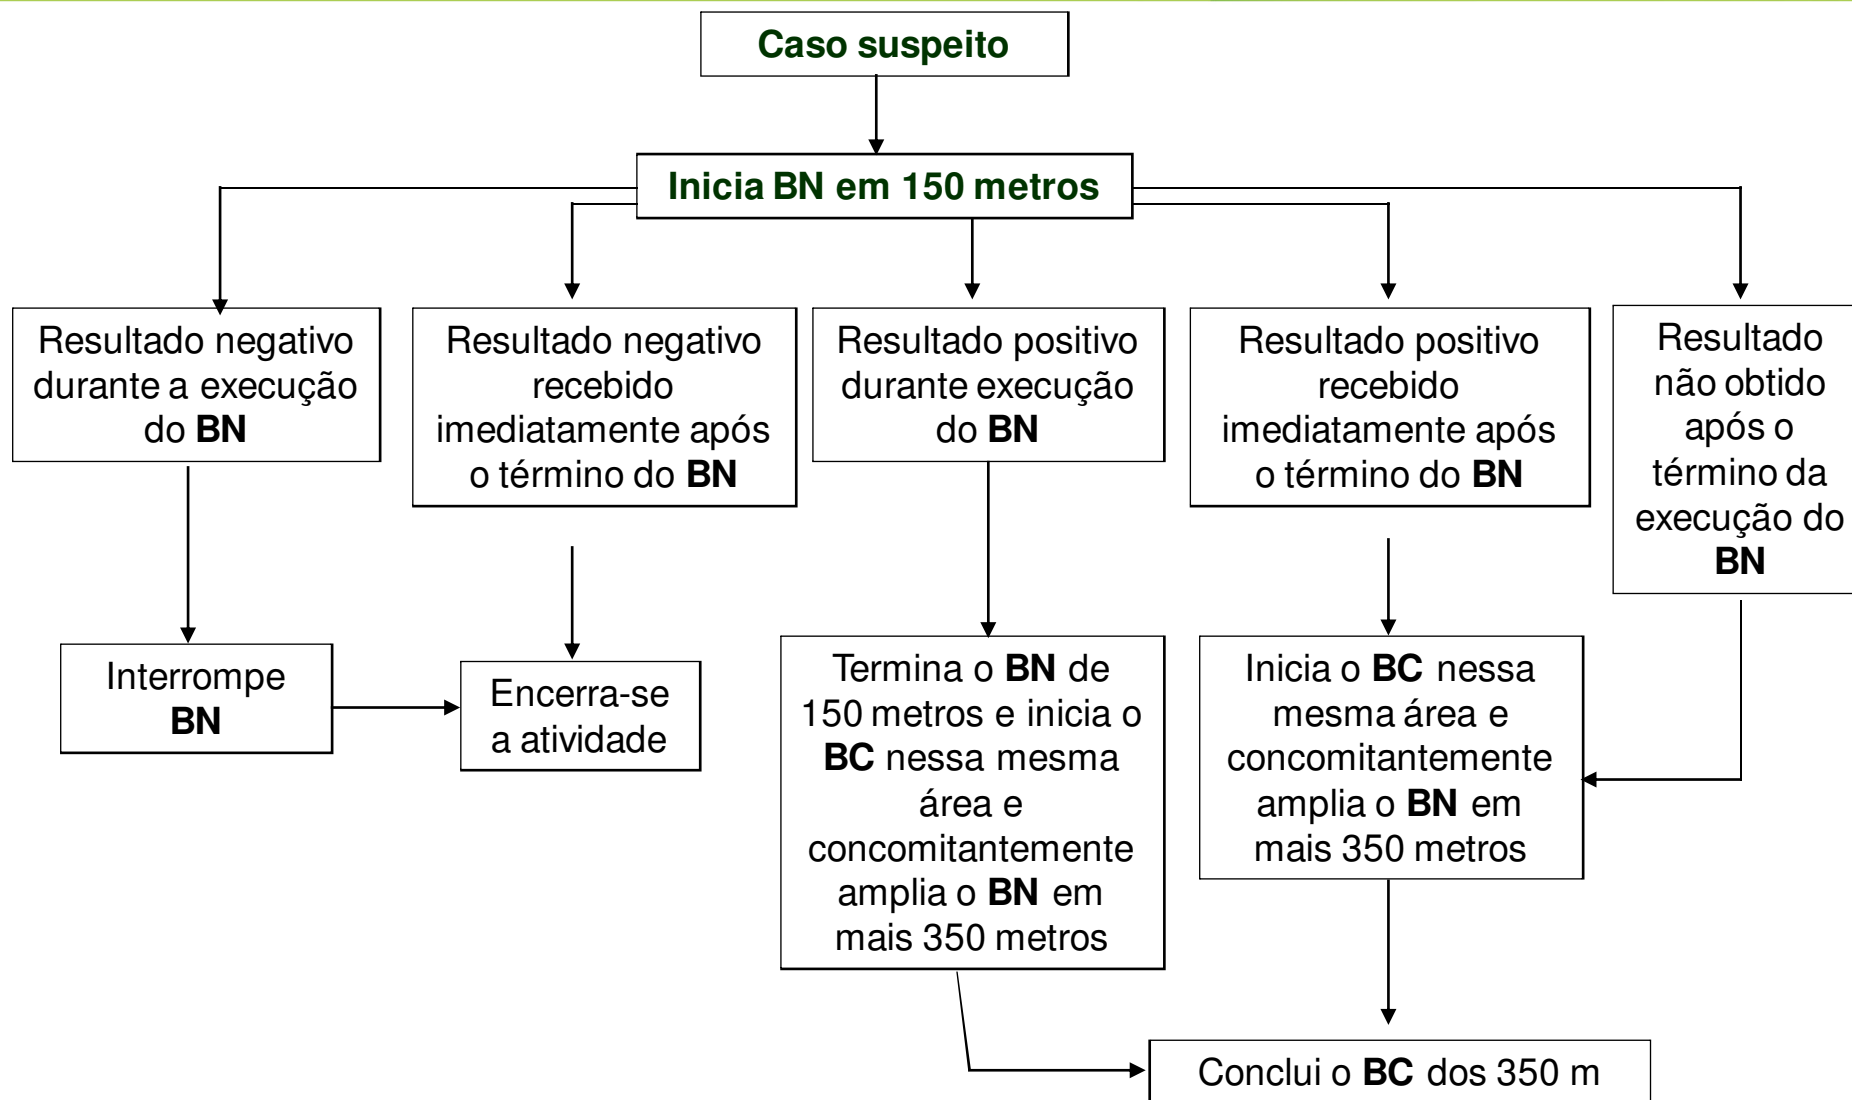 Caso suspeito
Inicia BN em 150 metros
Resultado negativo
durante a execução
do BN
Resultado negativo
recebido
imediatamente após
o término do BN
Resultado positivo
durante execução
do BN
Resultado positivo
recebido
imediatamente após
o término do BN
Resultado
não obtido
após o
término da
execução do
BN
Interrompe
BN
Encerra-se
a atividade
Termina o BN de
150 metros e inicia o
BC nessa mesma
área e
concomitantemente
amplia o BN em
mais 350 metros
Inicia o BC nessa
mesma área e
concomitantemente
amplia o BN em
mais 350 metros
Conclui o BC dos 350 m